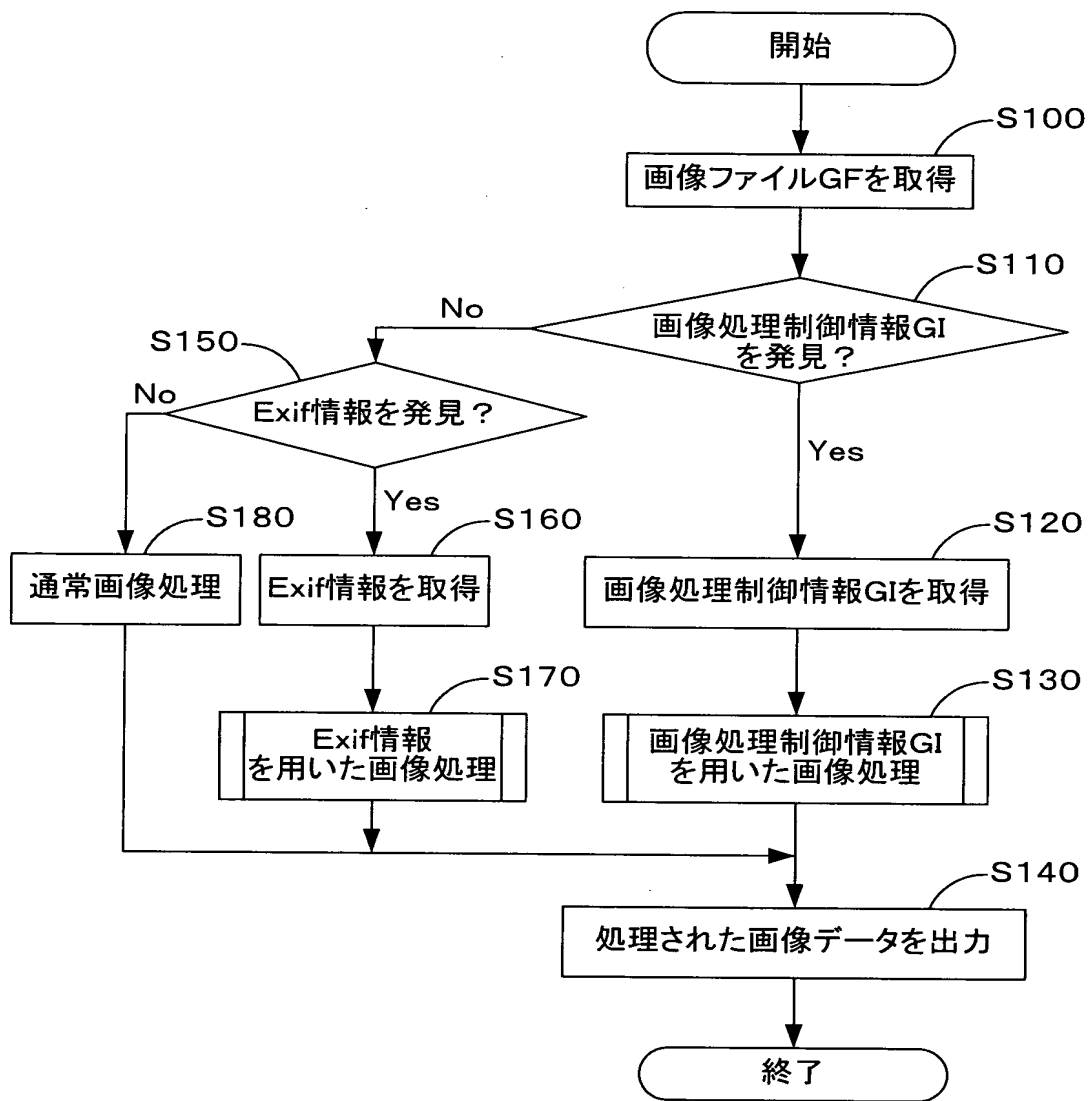 開始
S100
画像ファイルGFを取得
S110
画像処理制御情報GI
を発見？
No
Yes
S150
Exif情報を発見？
No
Yes
S180
通常画像処理
S160
Exif情報を取得
S120
画像処理制御情報GIを取得
S170
Exif情報
を用いた画像処理
S130
画像処理制御情報GI
を用いた画像処理
S140
処理された画像データを出力
終了